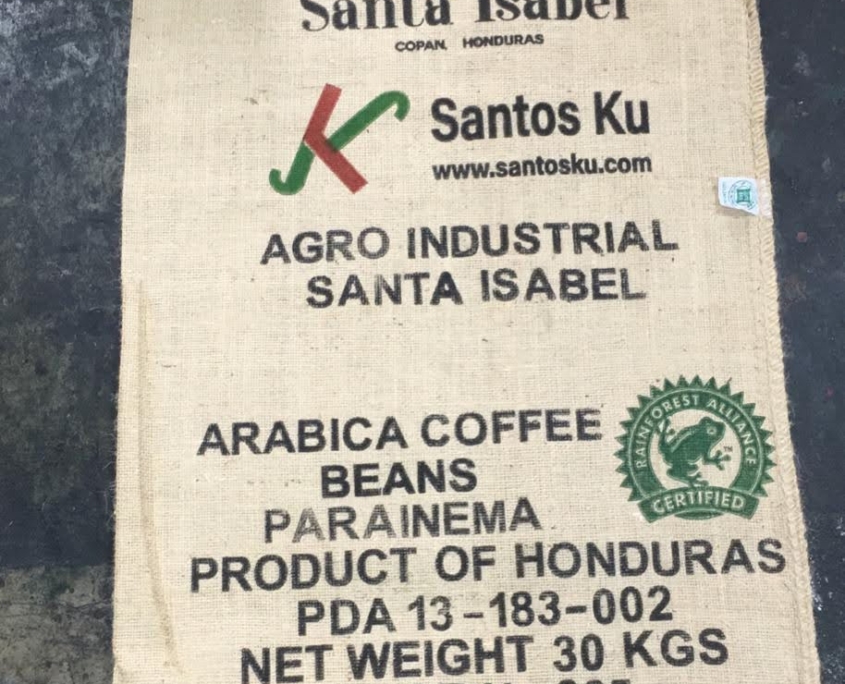 Santa Isabel
COPAN, HONDURAS
Santos Ku
www.santosku.com
AGRO INDUSTRIAL
SANTA ISABEL
ARABICA COFFEE
BEANS
RAINFOREST ALLIANCE
CERTIFIED
PARAINEMA
PRODUCT OF HONDURAS
PDA 13-183-002
NET WEIGHT 30 KGS